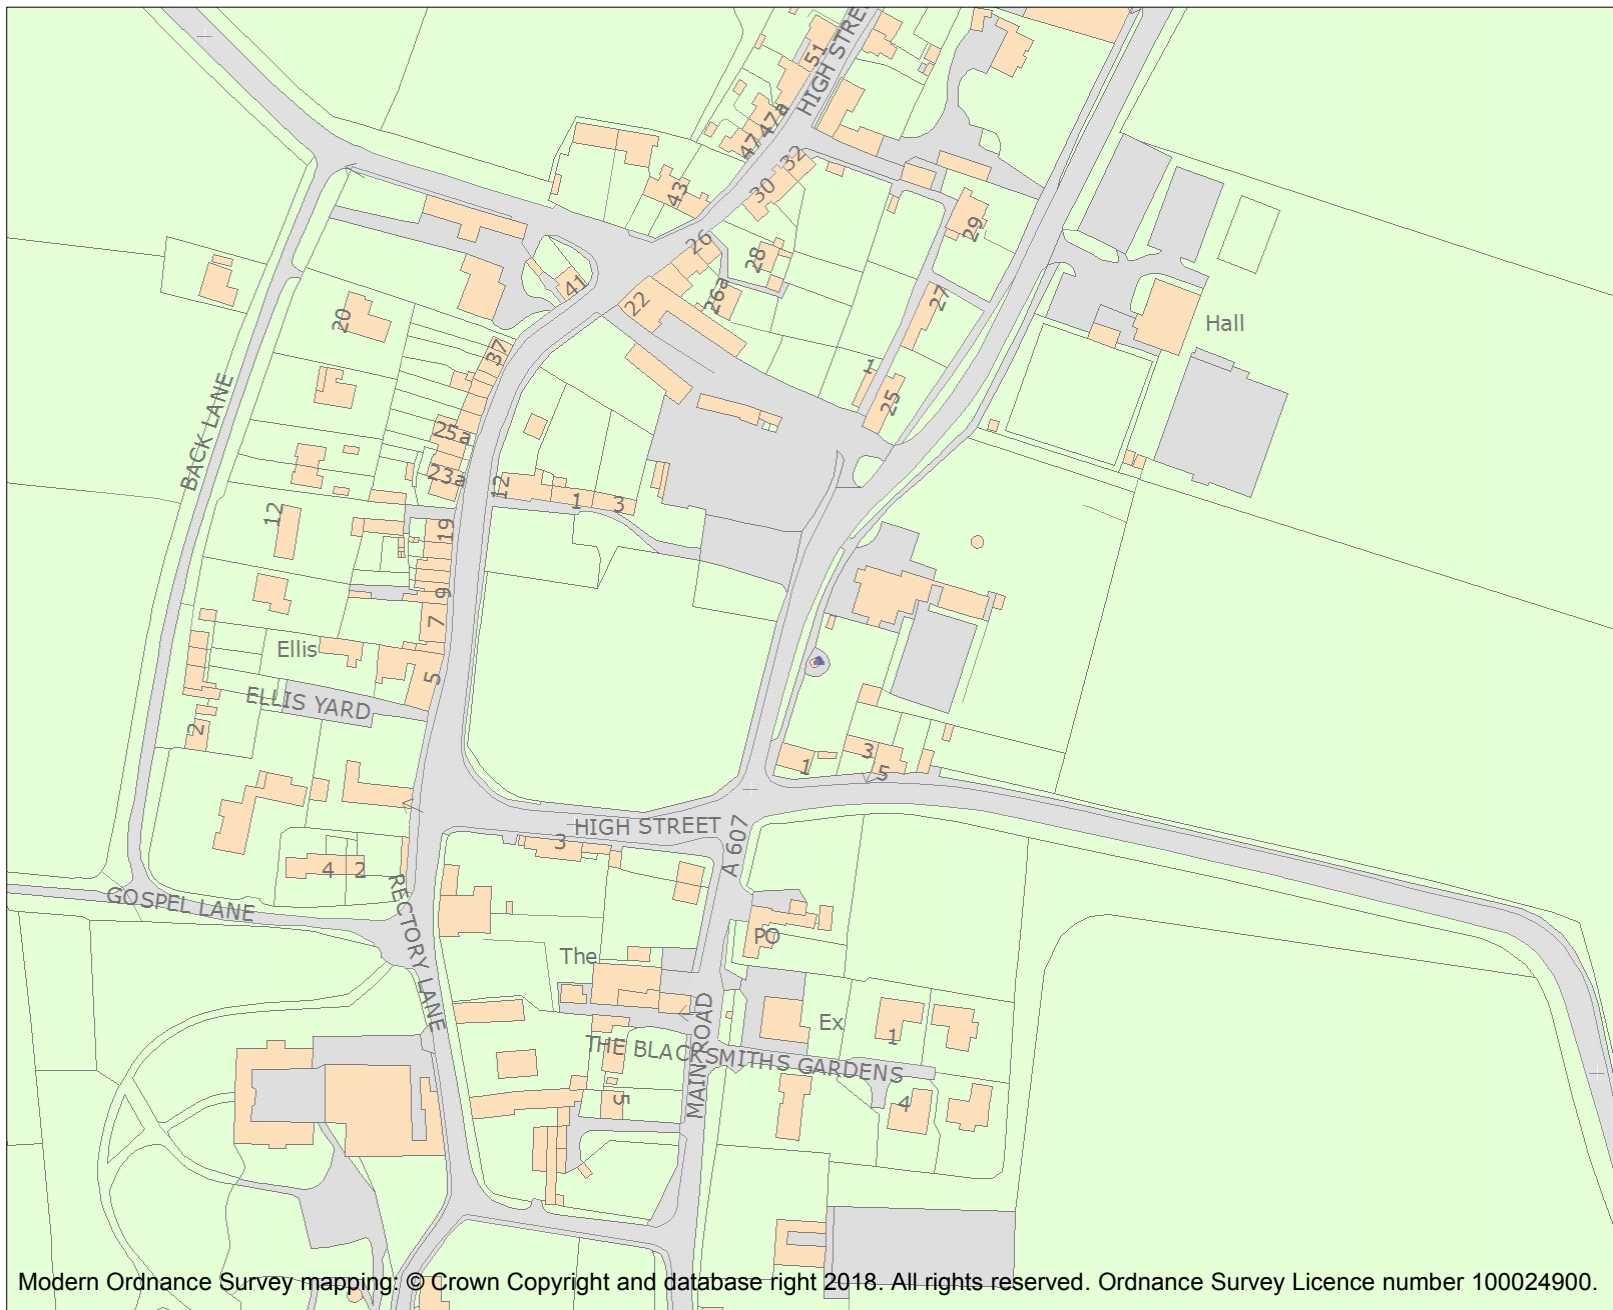 HIGH STRE
51
47a
47
32
30
43
29
26
28
26a
22
41
27
20
37
Hall
1
25
BACK LANE
25a
23a
12
1
3
12
19
9
7
Ellis
5
ELLIS YARD
2
1
3
5
HIGH STREET
A 607
3
4
2
GOSPEL LANE
RECTORY LANE
PO
The
Ex
1
MAIN ROAD
THE BLACKSMITHS GARDENS
5
4
Modern Ordnance Survey mapping: © Crown Copyright and database right 2018. All rights reserved. Ordnance Survey Licence number 100024900.